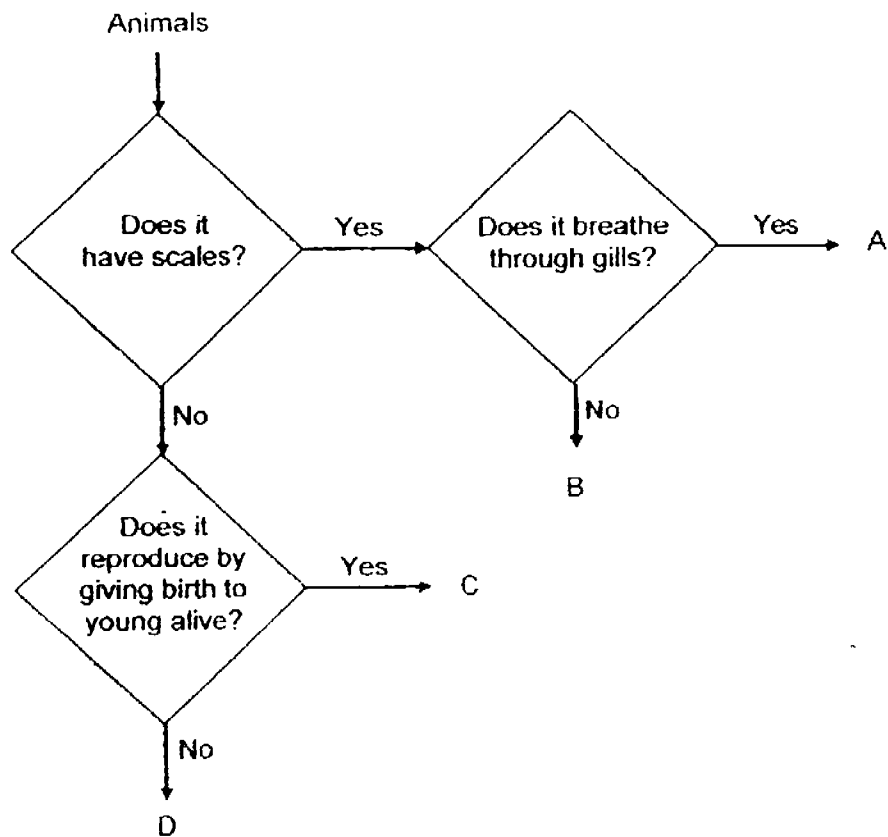 Animals
Does it
have scales?
Yes
Does it breathe
through gills?
Yes
A
No
No
B
Does it
reproduce by
giving birth to
young alive?
Yes
C
No
D